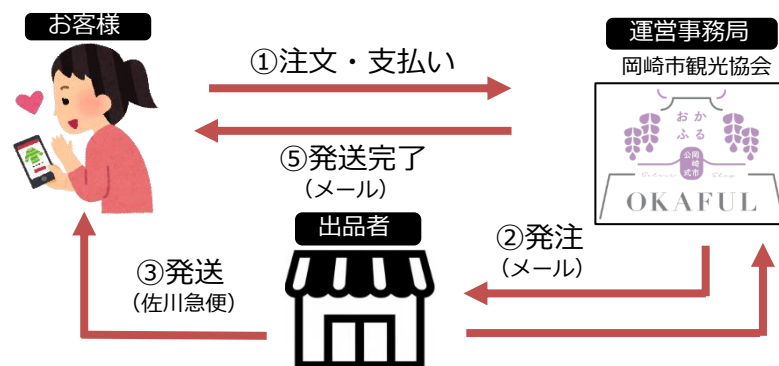 お客様
運営事務局
岡崎市観光協会
①注文・支払い
おか
ふる
岡崎市
公式
OKAFUL
⑤発送完了
（メール）
出品者
②発注
（メール）
③発送
（佐川急便）